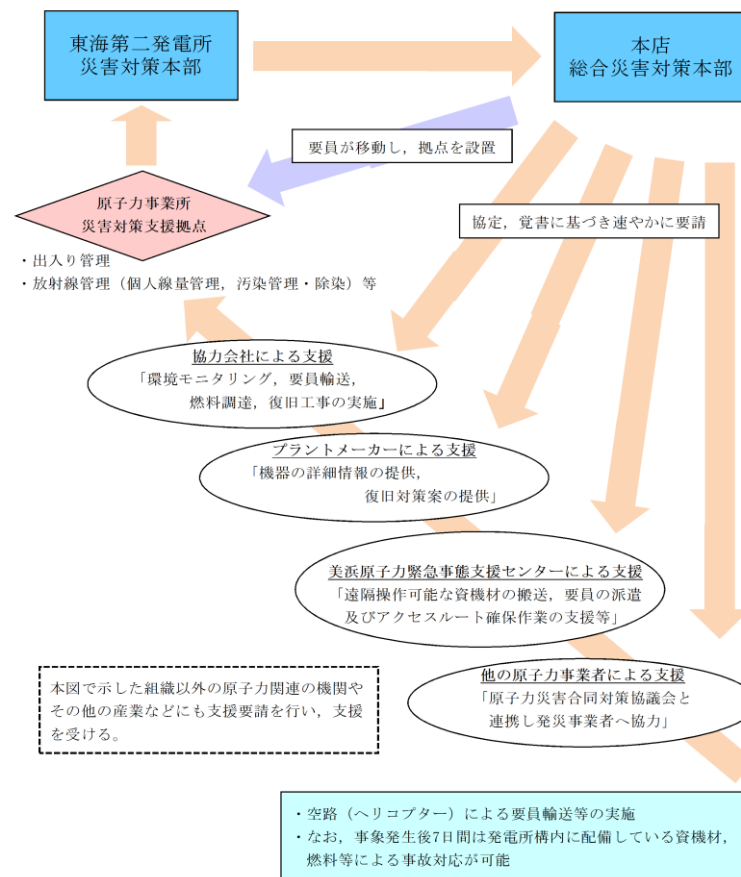 東海第二発電所
災害対策本部
本店
総合災害対策本部
要員が移動し，拠点を設置
原子力事業所
災害対策支援拠点
協定，覚書に基づき速やかに要請
・出入り管理
・放射線管理（個人線量管理，汚染管理・除染）等
協力会社による支援
「環境モニタリング，要員輸送，
燃料調達，復旧工事の実施」
プラントメーカーによる支援
「機器の詳細情報の提供，
復旧対策案の提供」
美浜原子力緊急事態支援センターによる支援
「遠隔操作可能な資機材の搬送，要員の派遣
及びアクセスルート確保作業の支援等」
他の原子力事業者による支援
「原子力災害合同対策協議会と
連携し発災事業者へ協力」
本図で示した組織以外の原子力関連の機関や
その他の産業などにも支援要請を行い，支援
を受ける。
・空路（ヘリコプター）による要員輸送等の実施
・なお，事象発生後7日間は発電所構内に配備している資機材，
燃料等による事故対応が可能